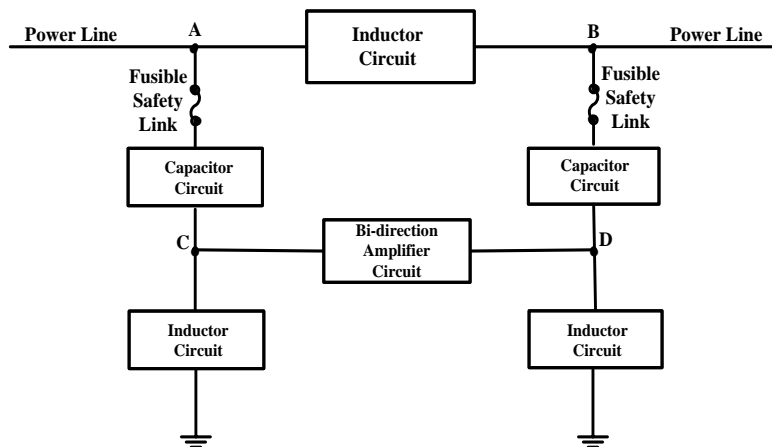 Power Line
A
Inductor
Circuit
B
Power Line
Fusible
Safety
Link
Fusible
Safety
Link
Capacitor
Circuit
Capacitor
Circuit
C
Bi-direction
Amplifier
Circuit
D
Inductor
Circuit
Inductor
Circuit